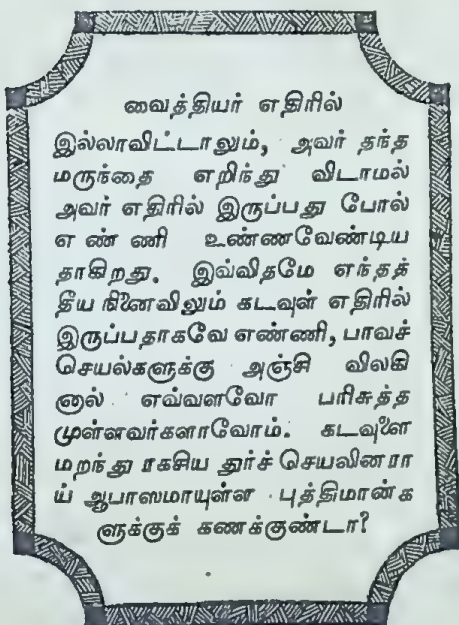 வைத்தியர் எதிரில்
இல்லாவிட்டாலும், அவர் தந்த
மருந்தை எறிந்து விடாமல்
அவர் எதிரில் இருப்பது போல்
எ ண் ணி உண்ணவேண்டிய
தாகிறது. இவ்விதமே எந்தத்
தீய நினைவிலும் கடவுள் எதிரில்
இருப்பதாகவே எண்ணி, பாவச்
செயல்களுக்கு அஞ்சி விலகி
னால் எவ்வளவோ பரிசுத்த
முள்ளவர்களாவோம். கடவுளை
மறந்து ரகசிய துர்ச் செயலினரா
ய் ஆபாஸமாயுள்ள புத்திமான்க
ளுக்குக் கணக்குண்டா?